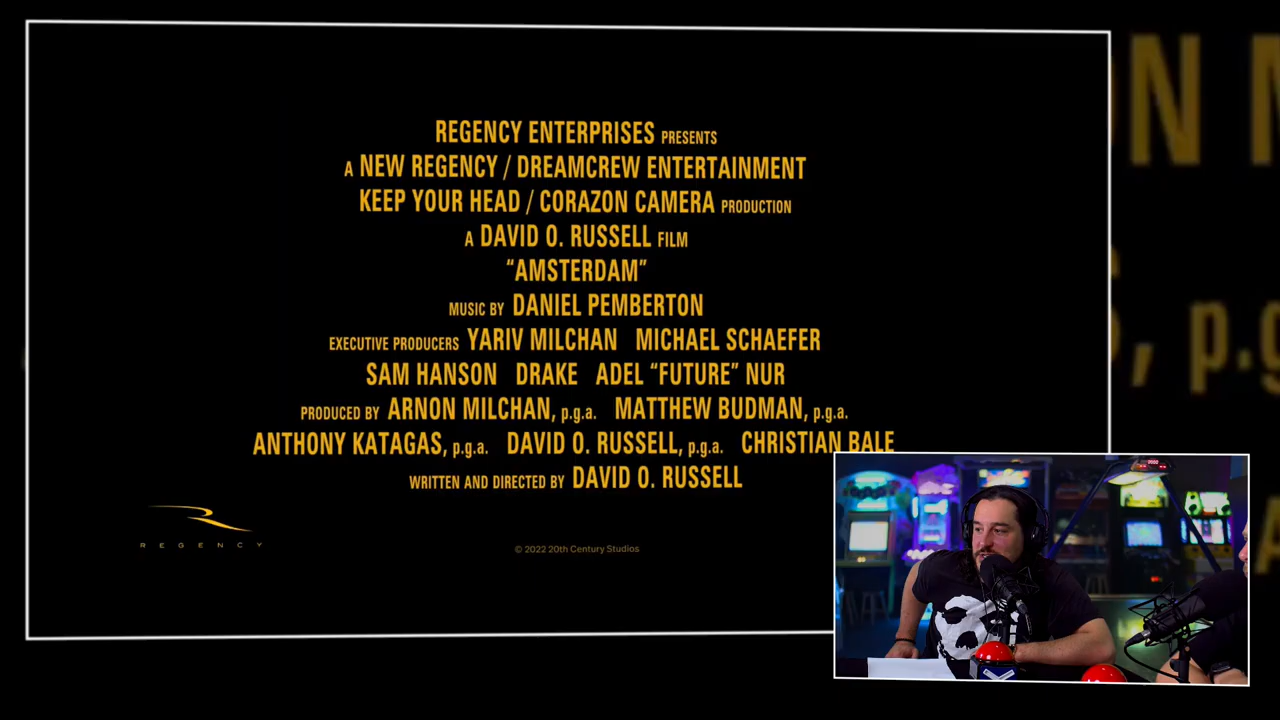 REGENCY ENTERPRISES PRESENTS
A NEW REGENCY / DREAMCREW ENTERTAINMENT
KEEP YOUR HEAD / CORAZON CAMERA PRODUCTION
A DAVID O. RUSSELL FILM
“AMSTERDAM”
MUSIC BY DANIEL PEMBERTON
EXECUTIVE PRODUCERS YARIV MILCHAN MICHAEL SCHAEFER
SAM HANSON DRAKE ADEL “FUTURE” NUR
PRODUCED BY ARNON MILCHAN, p.g.a. MATTHEW BUDMAN, p.g.a.
ANTHONY KATAGAS, p.g.a. DAVID O. RUSSELL, p.g.a. CHRISTIAN BALE
WRITTEN AND DIRECTED BY DAVID O. RUSSELL
REGENCY
© 2022 20th Century Studios